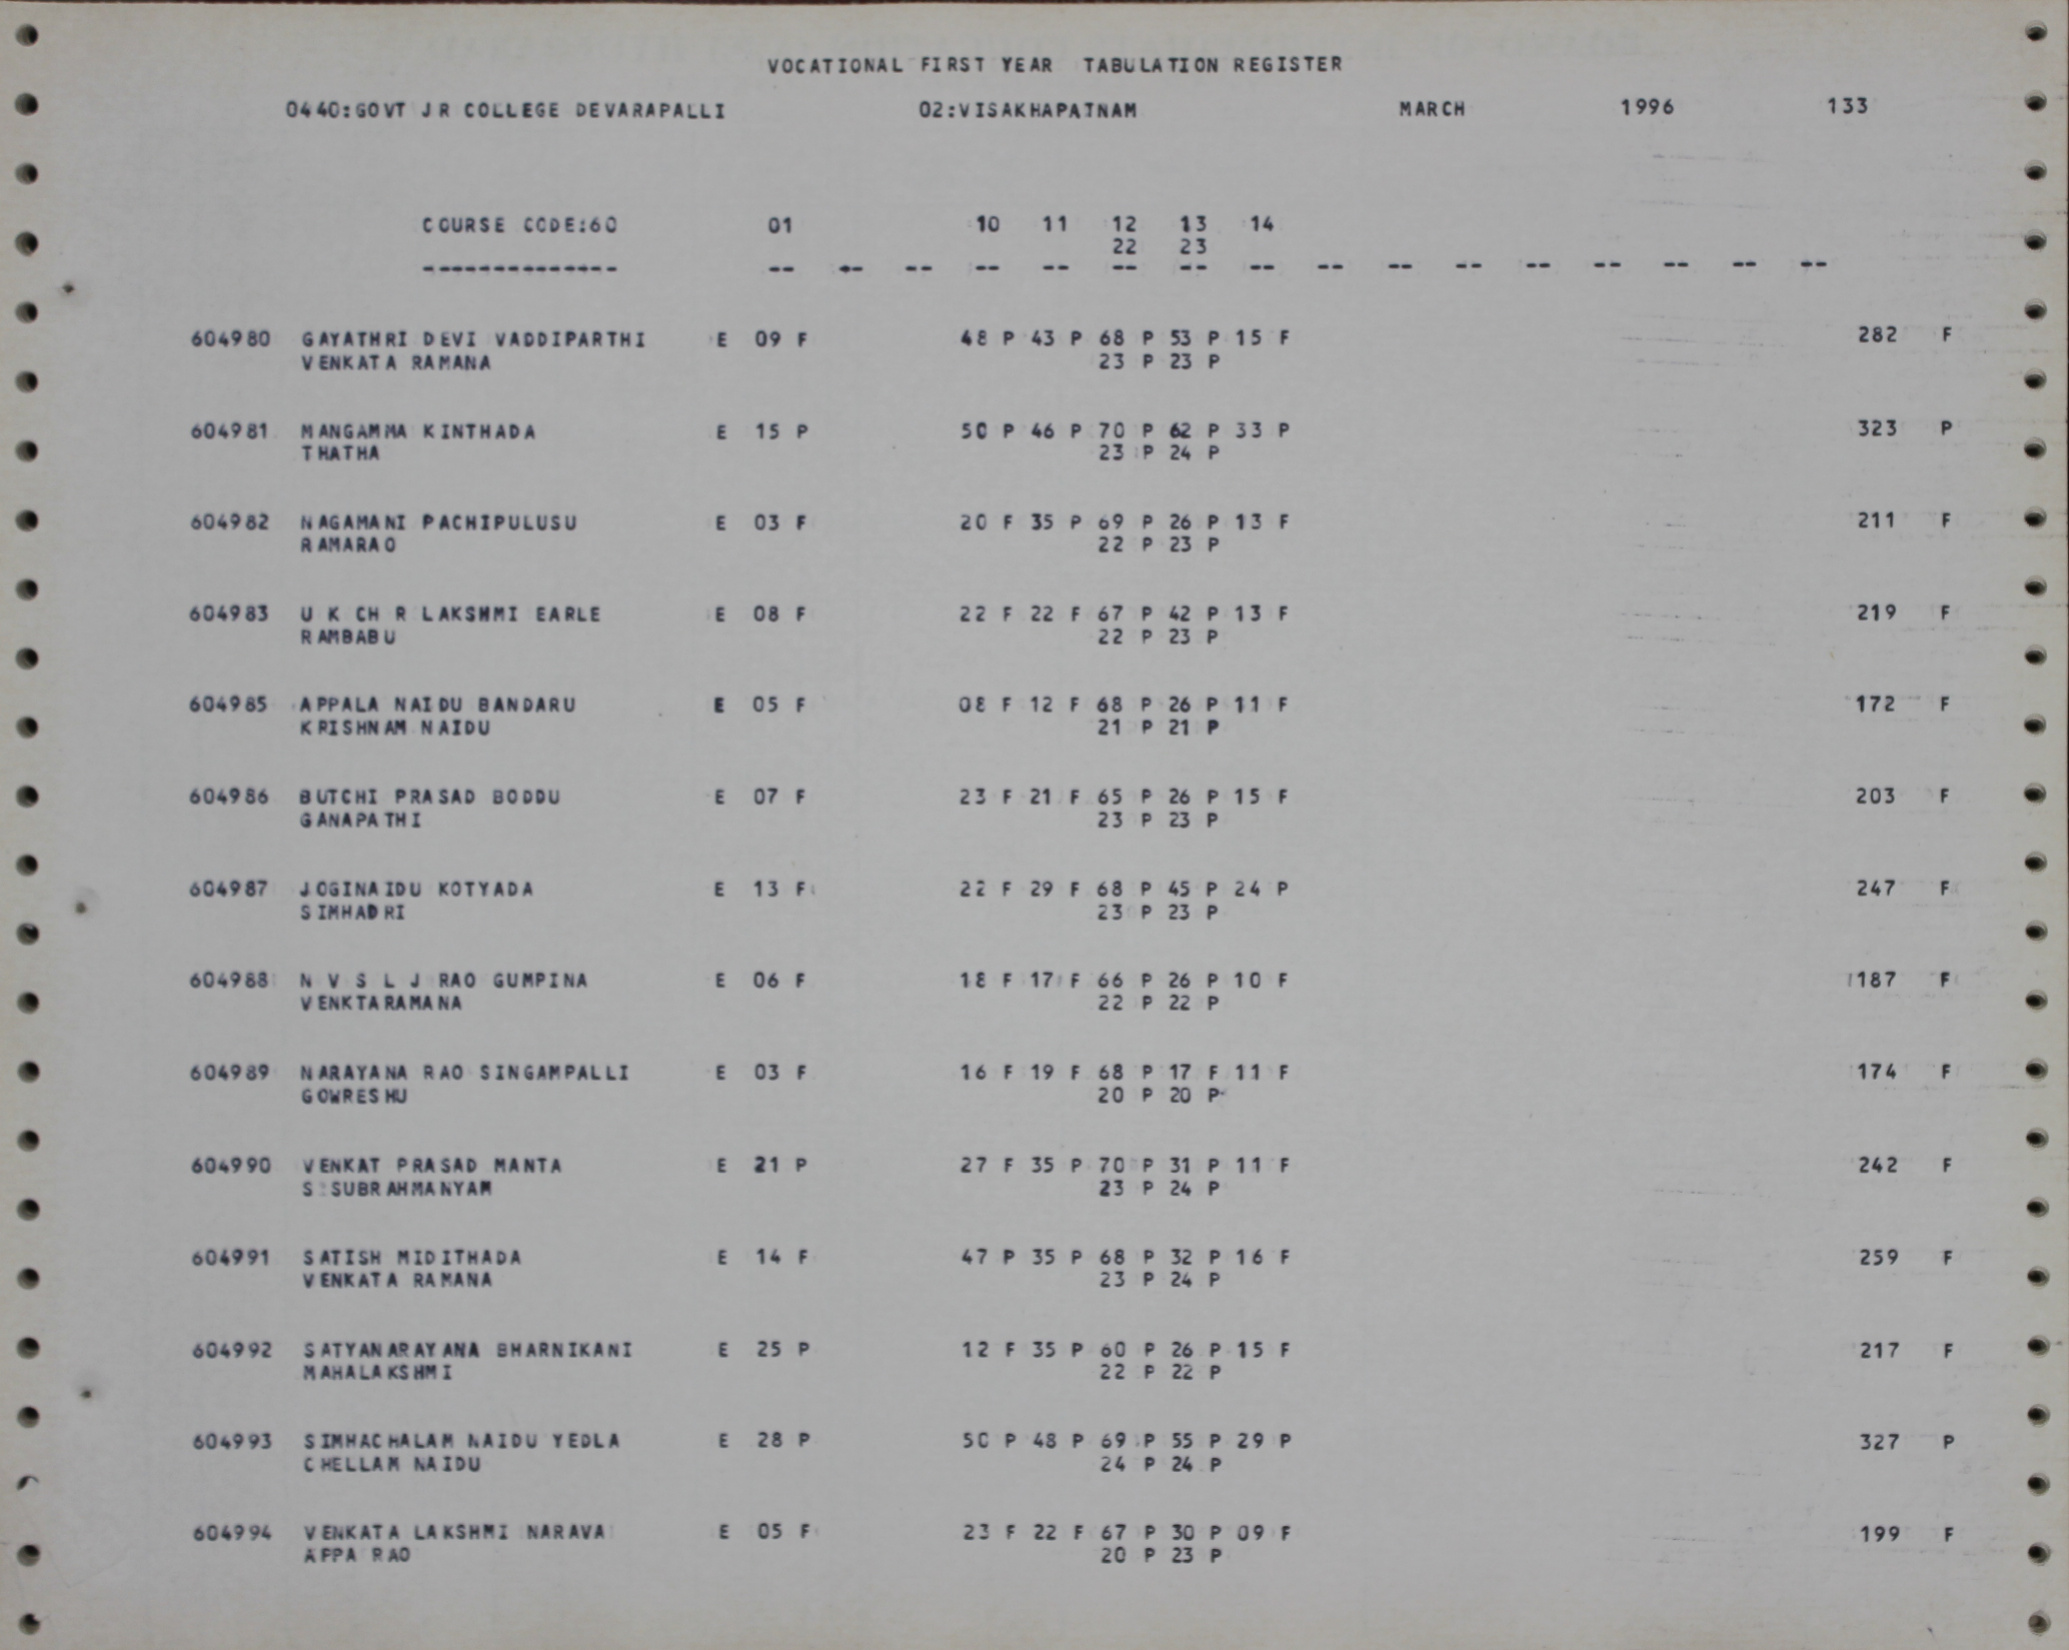 VOCATIONAL FIRST YEAR TABULATION REGISTER
0440:GOVT JR COLLEGE DEVARAPALLI 02:VISAKHAPATNAM MARCH 1996 133
COURSE CODE:60 01 10 11 12 13 14
22 23
-------------- -- -- -- -- -- -- -- -- -- -- -- -- -- -- -- --
604980 GAYATHRI DEVI VADDIPARTHI E 09 F 48 P 43 P 68 P 53 P 15 F 282 F
VENKATA RAMANA 23 P 23 P
604981 MANGAMMA KINTHADA E 15 P 50 P 46 P 70 P 62 P 33 P 323 P
THATHA 23 P 24 P
604982 NAGAMANI PACHIPULUSU E 03 F 20 F 35 P 69 P 26 P 13 F 211 F
RAMARAO 22 P 23 P
604983 U K CH R LAKSHMI EARLE E 08 F 22 F 22 F 67 P 42 P 13 F 219 F
RAMBABU 22 P 23 P
604985 APPALA NAIDU BANDARU E 05 F 08 F 12 F 68 P 26 P 11 F 172 F
KRISHNAM NAIDU 21 P 21 P
604986 BUTCHI PRASAD BODDU E 07 F 23 F 21 F 65 P 26 P 15 F 203 F
GANAPATHI 23 P 23 P
604987 JOGINAIDU KOTYADA E 13 F 22 F 29 F 68 P 45 P 24 P 247 F
SIMHADRI 23 P 23 P
604988 N V S L J RAO GUMPINA E 06 F 18 F 17 F 66 P 26 P 10 F 187 F
VENKTARAMANA 22 P 22 P
604989 NARAYANA RAO SINGAMPALLI E 03 F 16 F 19 F 68 P 17 F 11 F 174 F
GOWRESHU 20 P 20 P
604990 VENKAT PRASAD MANTA E 21 P 27 F 35 P 70 P 31 P 11 F 242 F
S SUBRAHMANYAM 23 P 24 P
604991 SATISH MIDITHADA E 14 F 47 P 35 P 68 P 32 P 16 F 259 F
VENKATA RAMANA 23 P 24 P
604992 SATYANARAYANA BHARNIKANI E 25 P 12 F 35 P 60 P 26 P 15 F 217 F
MAHALAKSHMI 22 P 22 P
604993 SIMHACHALAM NAIDU YEDLA E 28 P 50 P 48 P 69 P 55 P 29 P 327 P
CHELLAM NAIDU 24 P 24 P
604994 VENKATA LAKSHMI NARAVA E 05 F 23 F 22 F 67 P 30 P 09 F 199 F
APPA RAO 20 P 23 P